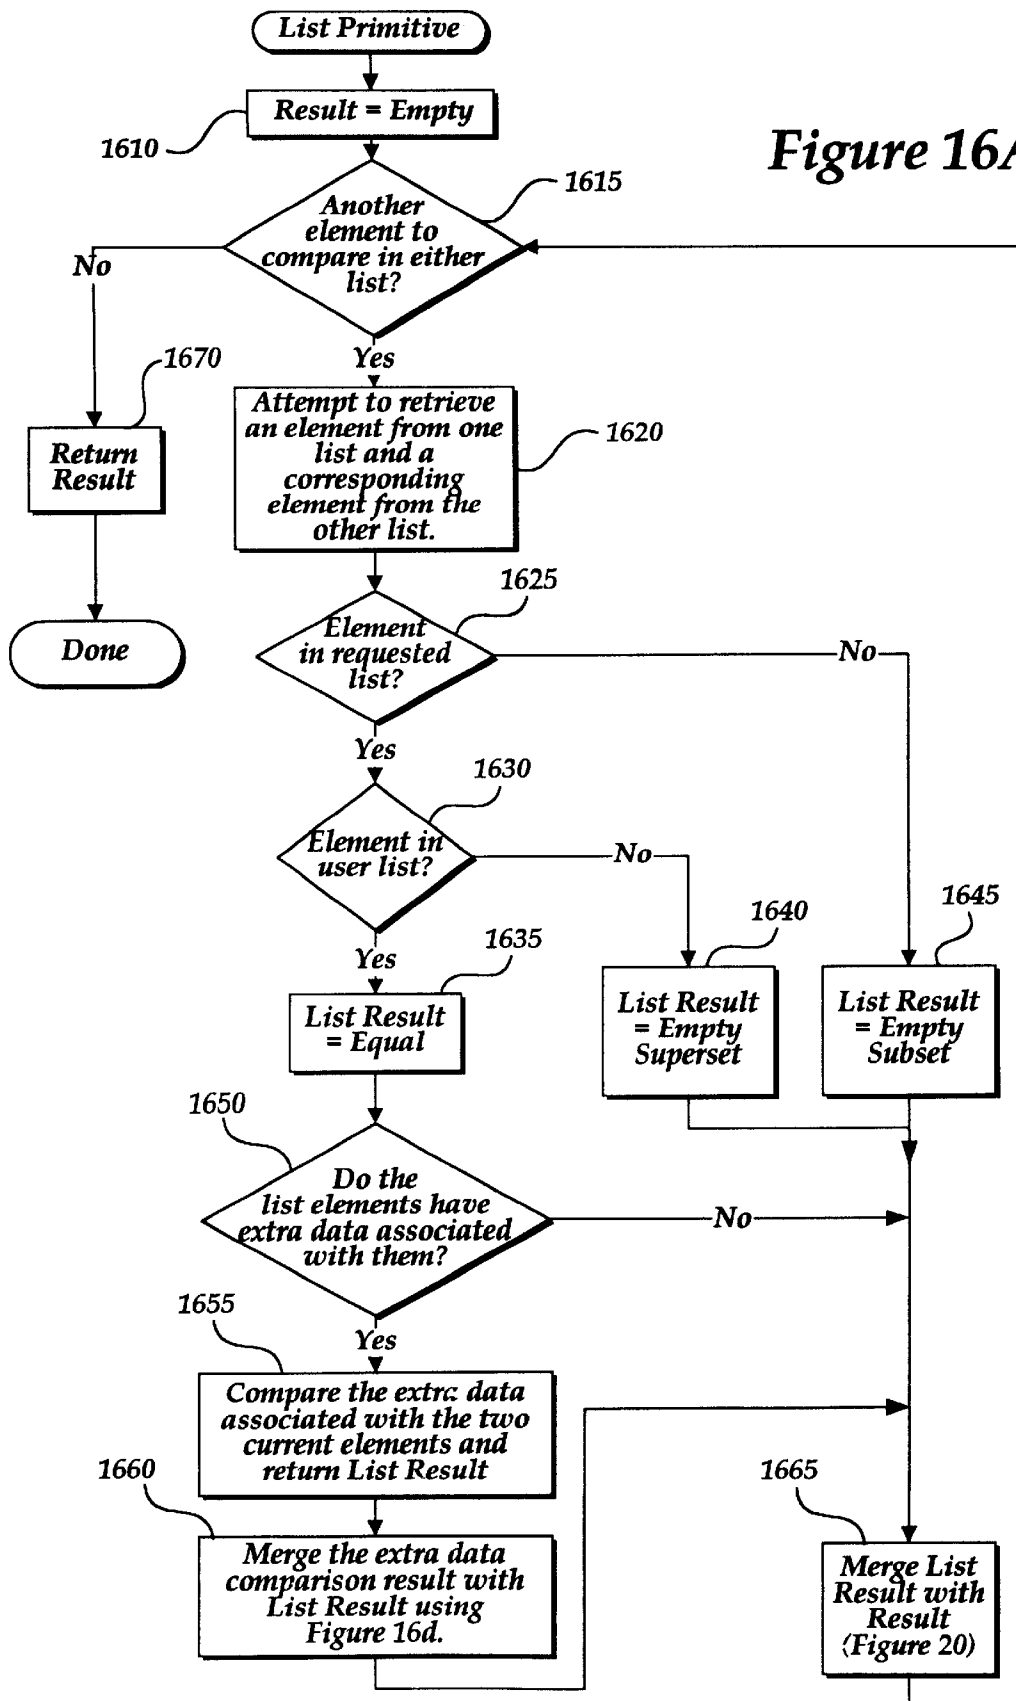 List Primitive
Result = Empty
1610
Figure 16A
1615
Another
element to
compare in either
list?
No
Yes
1670
Return
Result
Attempt to retrieve
an element from one
list and a
corresponding
element from the
other list.
1620
Done
1625
Element
in requested
list?
No
Yes
1630
Element in
user list?
No
Yes
1635
List Result
= Equal
1640
List Result
= Empty
Superset
1645
List Result
= Empty
Subset
1650
Do the
list elements have
extra data associated
with them?
No
Yes
1655
Compare the extra data
associated with the two
current elements and
return List Result
1660
Merge the extra data
comparison result with
List Result using
Figure 16d.
1665
Merge List
Result with
Result
(Figure 20)